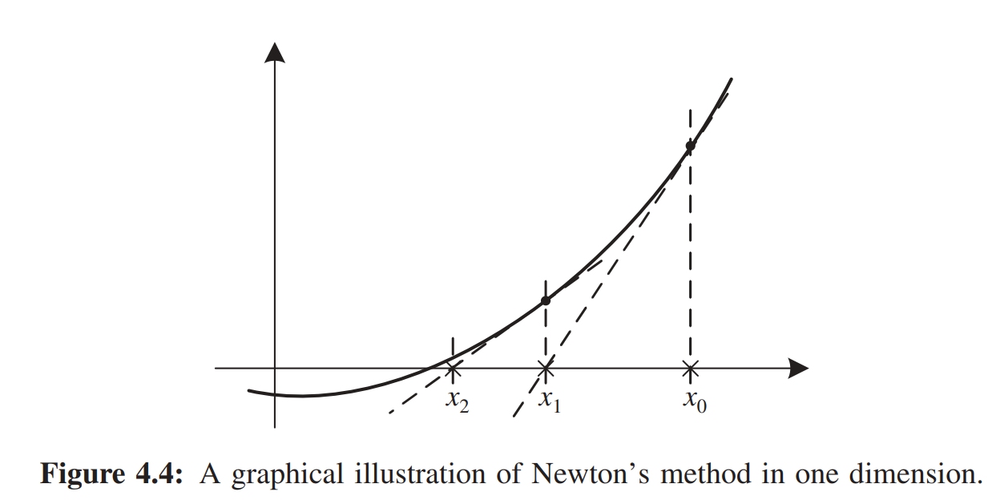 x₂ x₁ x₀
Figure 4.4: A graphical illustration of Newton’s method in one dimension.